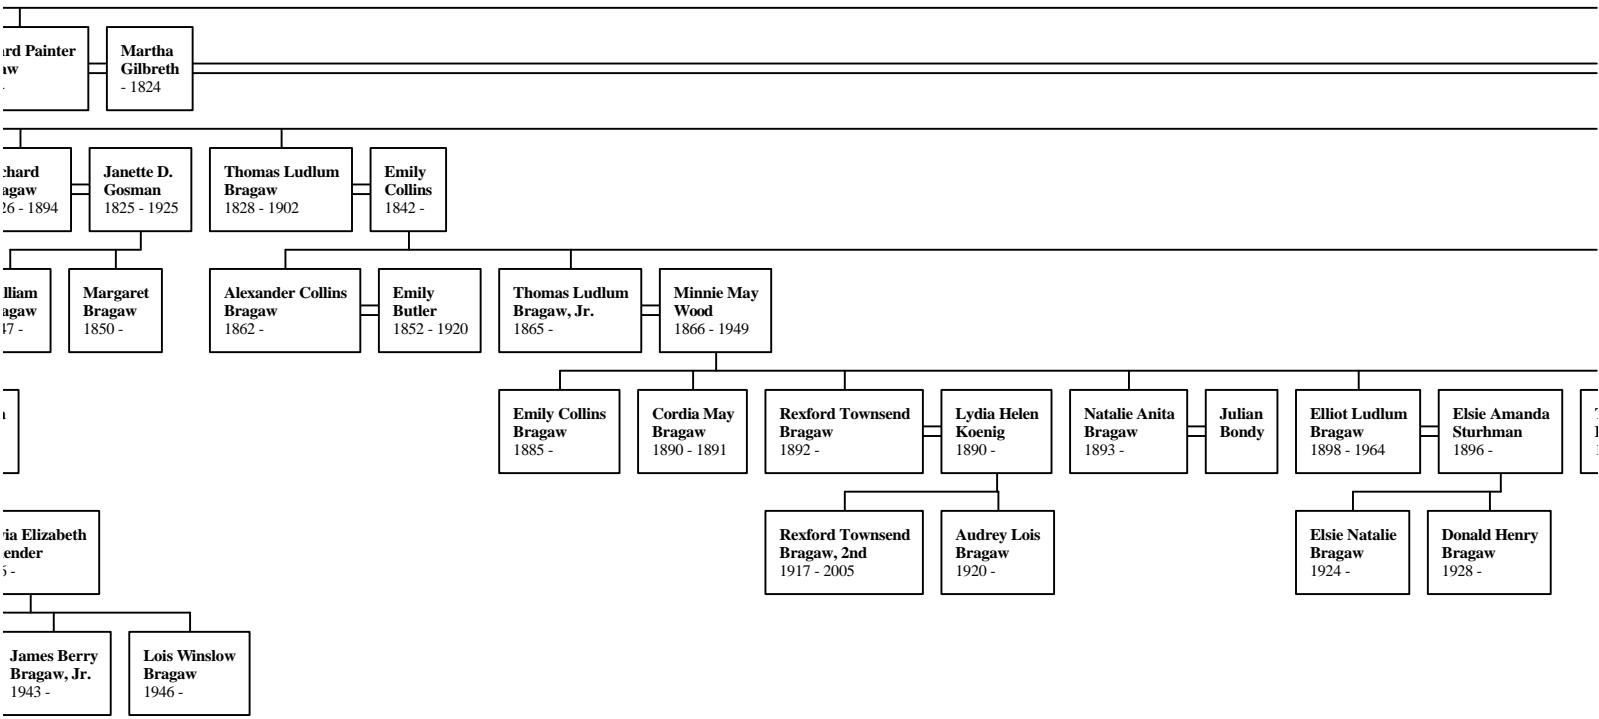 Painter
Martha
Gilbreth
- 1824
Janette D.
Gosman
1825 - 1925
Thomas Ludlum
Bragaw
1828 - 1902
Emily
Collins
1842 -
- 1894
Margaret
Bragaw
1850 -
Alexander Collins
Bragaw
1862 -
Emily
Butler
1852 - 1920
Thomas Ludlum
Bragaw, Jr.
1865 -
Minnie May
Wood
1866 - 1949
Emily Collins
Bragaw
1885 -
Cordia May
Bragaw
1890 - 1891
Rexford Townsend
Bragaw
1892 -
Lydia Helen
Koenig
1890 -
Natalie Anita
Bragaw
1893 -
Julian
Bondy
Elliot Ludlum
Bragaw
1898 - 1964
Elsie Amanda
Sturhman
1896 -
Elizabeth
Rexford Townsend
Bragaw, 2nd
1917 - 2005
Audrey Lois
Bragaw
1920 -
Elsie Natalie
Bragaw
1924 -
Donald Henry
Bragaw
1928 -
James Berry
Bragaw, Jr.
1943 -
Lois Winslow
Bragaw
1946 -